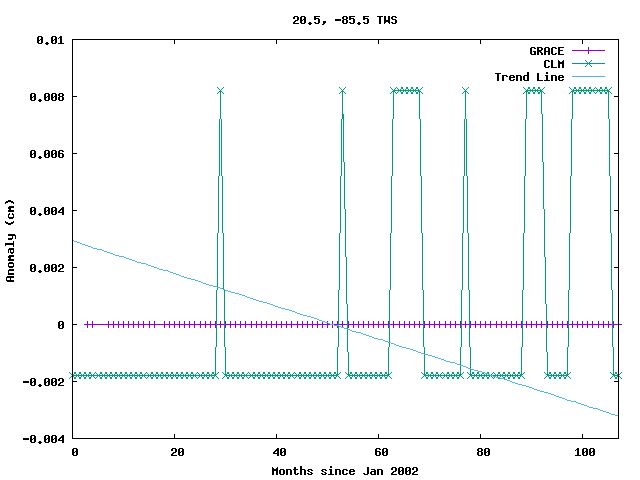 20.5, -85.5 TWS
0.01
0.008
0.006
0.004
0.002
0
-0.002
-0.004
Anomaly (cm)
GRACE
CLM
Trend Line
0 20 40 60 80 100
Months since Jan 2002